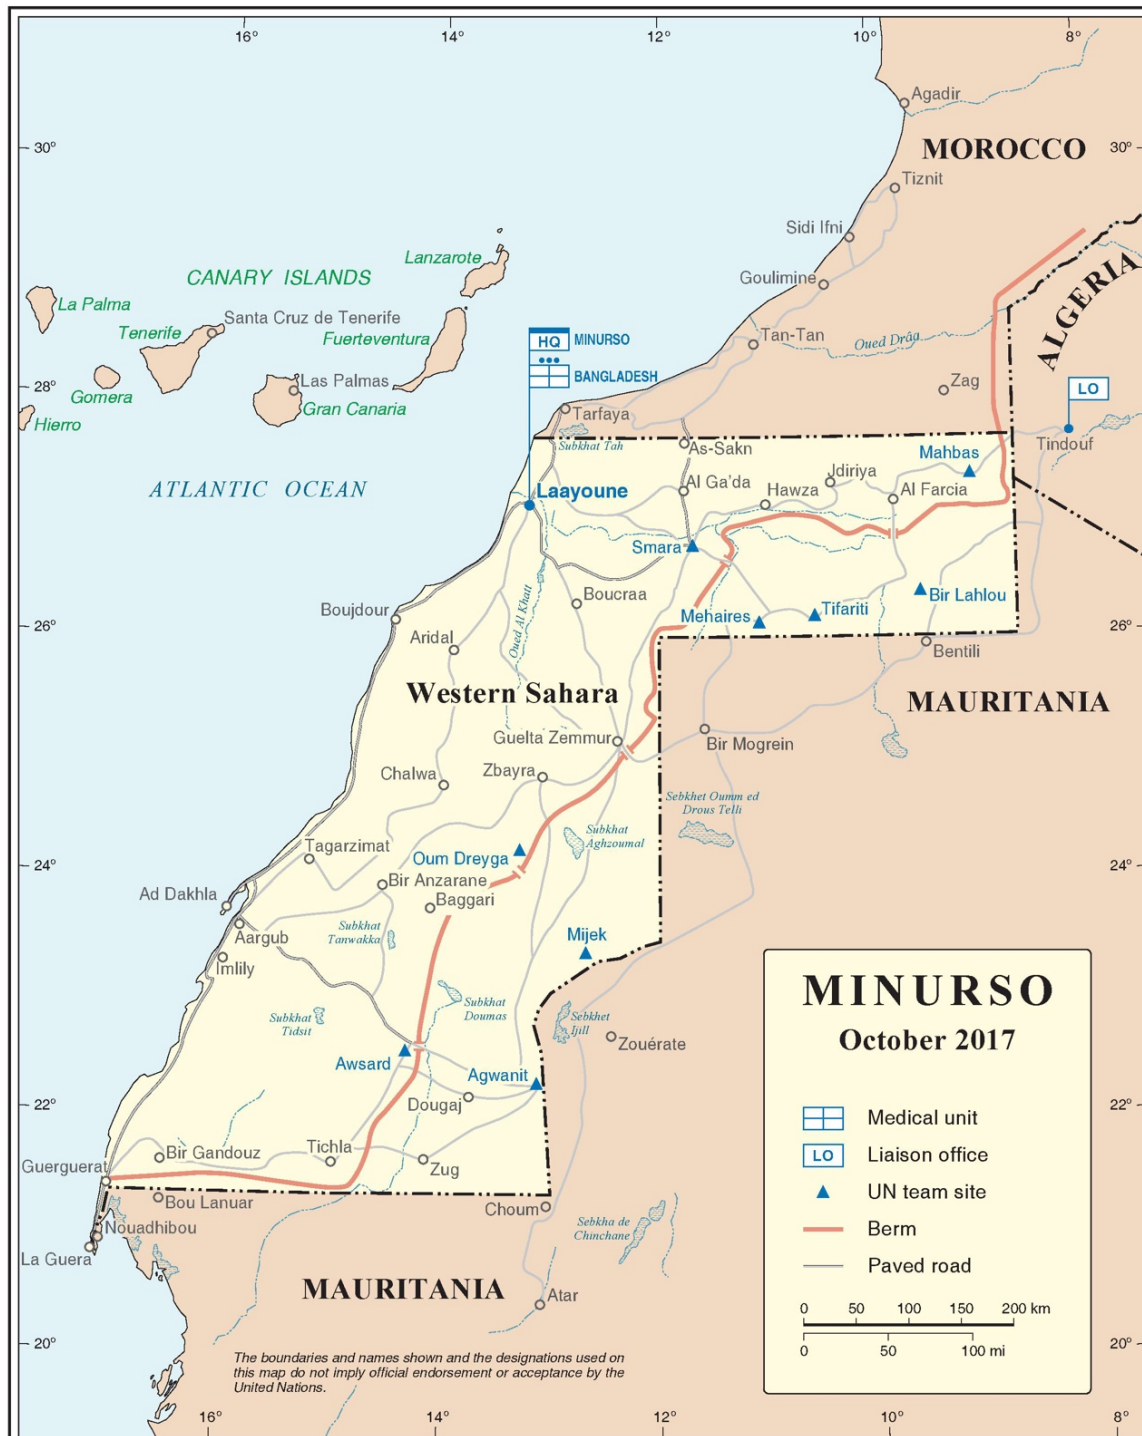 16°
14°
12°
10°
8°
Agadir
30°
MOROCCO
30°
Tiznit
Sidi Ifni
Lanzarote
CANARY ISLANDS
Goulimine
ALGERIA
La Palma
Santa Cruz de Tenerife
Tenerife
Fuerteventura
HQ
MINURSO
Tan-Tan
Oued Drâa
BANGLADESH
28°
Las Palmas
Zag
LO
Gomera
Gran Canaria
Tarfaya
Hierro
Subkhat Tah
As-Sakn
Tindouf
Mahbas
Jdiriya
ATLANTIC OCEAN
Laayoune
Al Ga'da
Hawza
Al Farcia
Smara
Boucraa
Bir Lahlou
Boujdour
Oued Al Khatt
Mehaires
Tifariti
26°
26°
Aridal
Bentili
Western Sahara
MAURITANIA
Guelta Zemmur
Bir Mogrein
Chalwa
Zbayra
Sebkhet Oumm ed
Drous Telli
Subkhat
Aghzoumal
Tagarzimat
Oum Dreyga
24°
24°
Bir Anzarane
Ad Dakhla
Baggari
Aargub
Subkhat
Tanwakka
Mijek
Imlily
Subkhat
Doumas
Subkhat
Tidsit
Sebkhet
Ijill
Zouérate
Awsard
Agwanit
Dougaj
22°
22°
Bir Gandouz
Tichla
Zug
Guerguerat
Bou Lanuar
Choum
Nouadhibou
Sebkha de
Chinchane
La Guera
MAURITANIA
Atar
20°
20°
MINURSO
October 2017
Medical unit
LO
Liaison office
UN team site
Berm
Paved road
0 50 100 150 200 km
0 50 100 mi
The boundaries and names shown and the designations used on
this map do not imply official endorsement or acceptance by the
United Nations.
16°
14°
12°
10°
8°